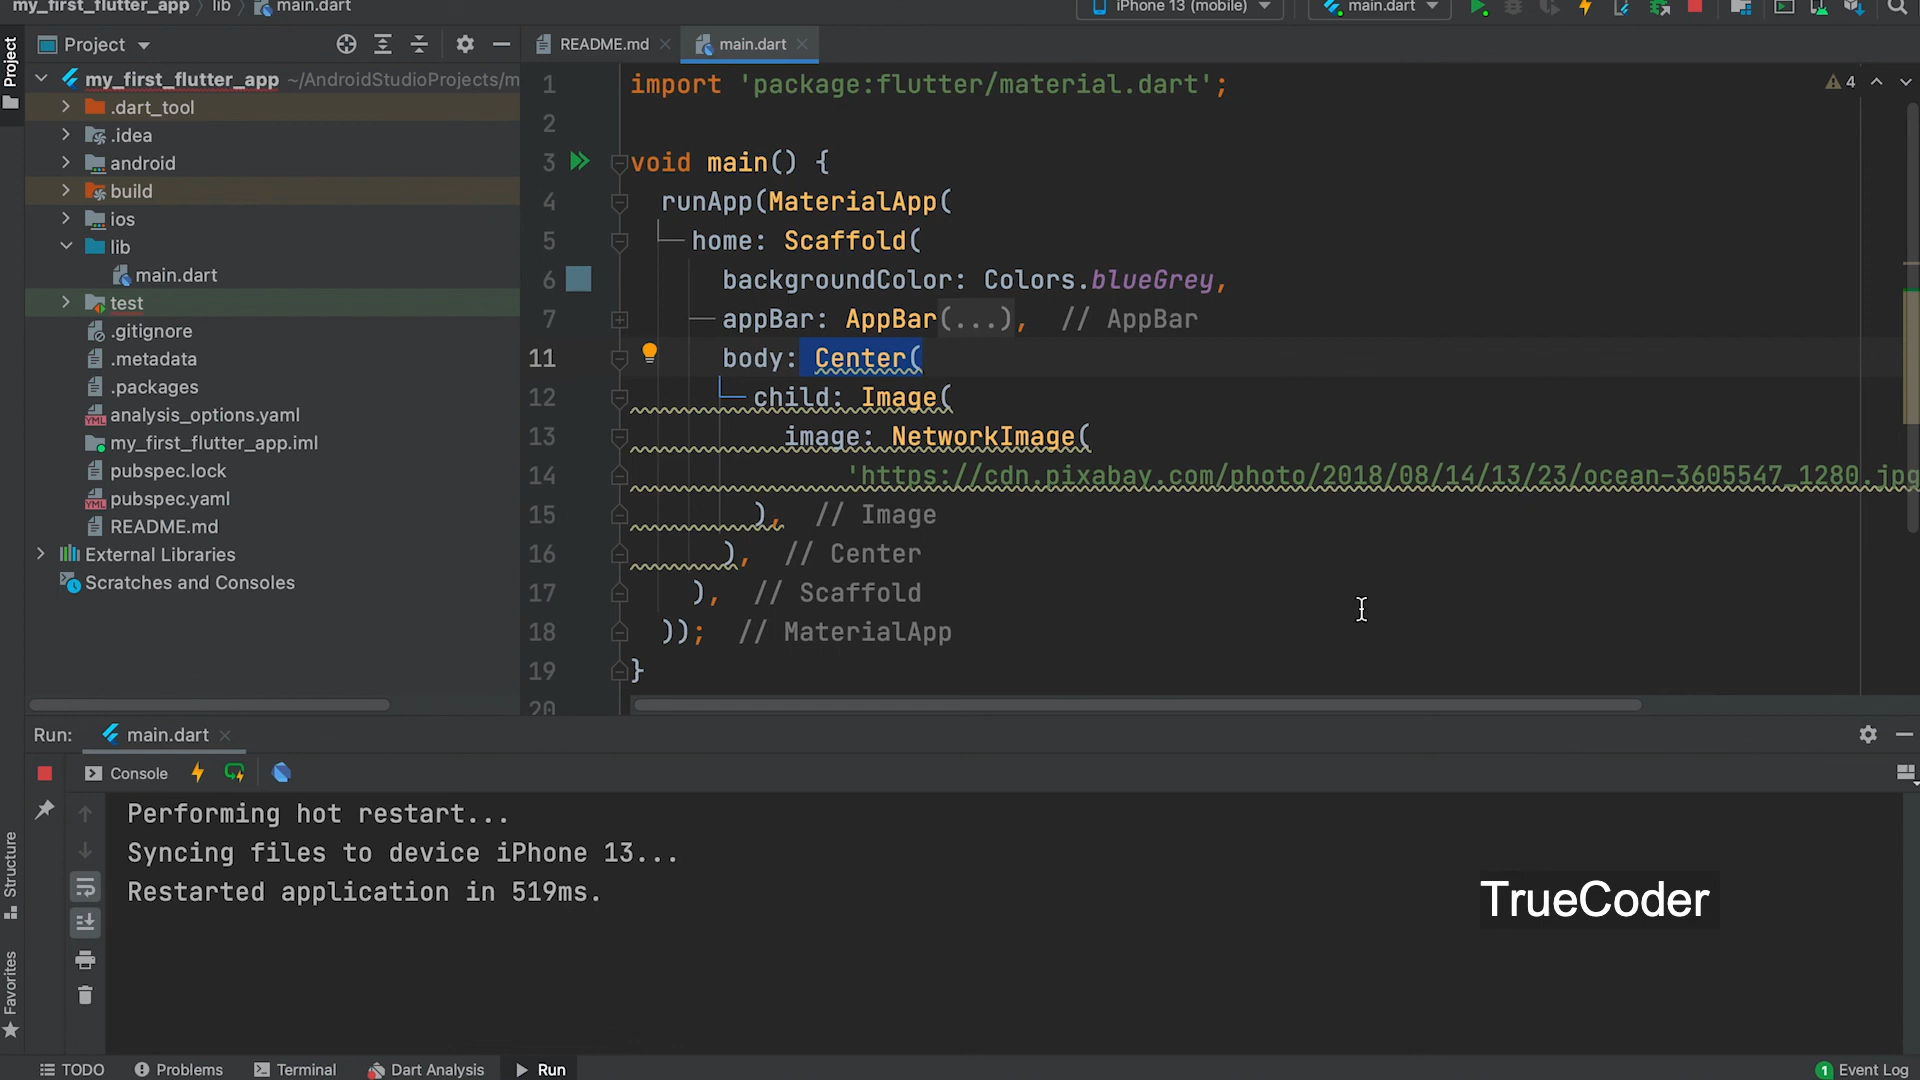 my_first_flutter_app lib main.dart iPhone 13 (mobile) main.dart
Project README.md main.dart
Project
my_first_flutter_app ~/AndroidStudioProjects/m
.dart_tool
.idea
android
build
ios
lib
main.dart
test
.gitignore
.metadata
.packages
analysis_options.yaml
my_first_flutter_app.iml
pubspec.lock
pubspec.yaml
README.md
External Libraries
Scratches and Consoles
4
1 import 'package:flutter/material.dart';
2
3 void main() {
4 runApp(MaterialApp(
5 home: Scaffold(
6 backgroundColor: Colors.blueGrey,
7 appBar: AppBar(...), // AppBar
11 body: Center(
12 child: Image(
13 image: NetworkImage(
14 'https://cdn.pixabay.com/photo/2018/08/14/13/23/ocean-3605547_1280.jpg
15 ), // Image
16 ), // Center
17 ), // Scaffold
18 )); // MaterialApp
19 }
20
Run: main.dart
Console
Performing hot restart...
Syncing files to device iPhone 13...
Restarted application in 519ms.
TrueCoder
Structure
Favorites
TODO Problems Terminal Dart Analysis Run 1 Event Log